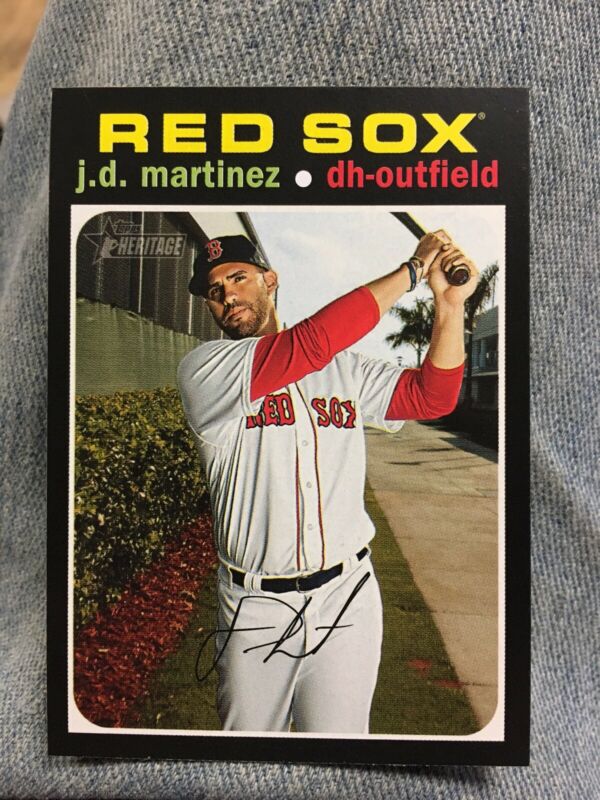 RED SOX®
j.d. martinez • dh-outfield
TOPPS
HERITAGE
B
RED SOX